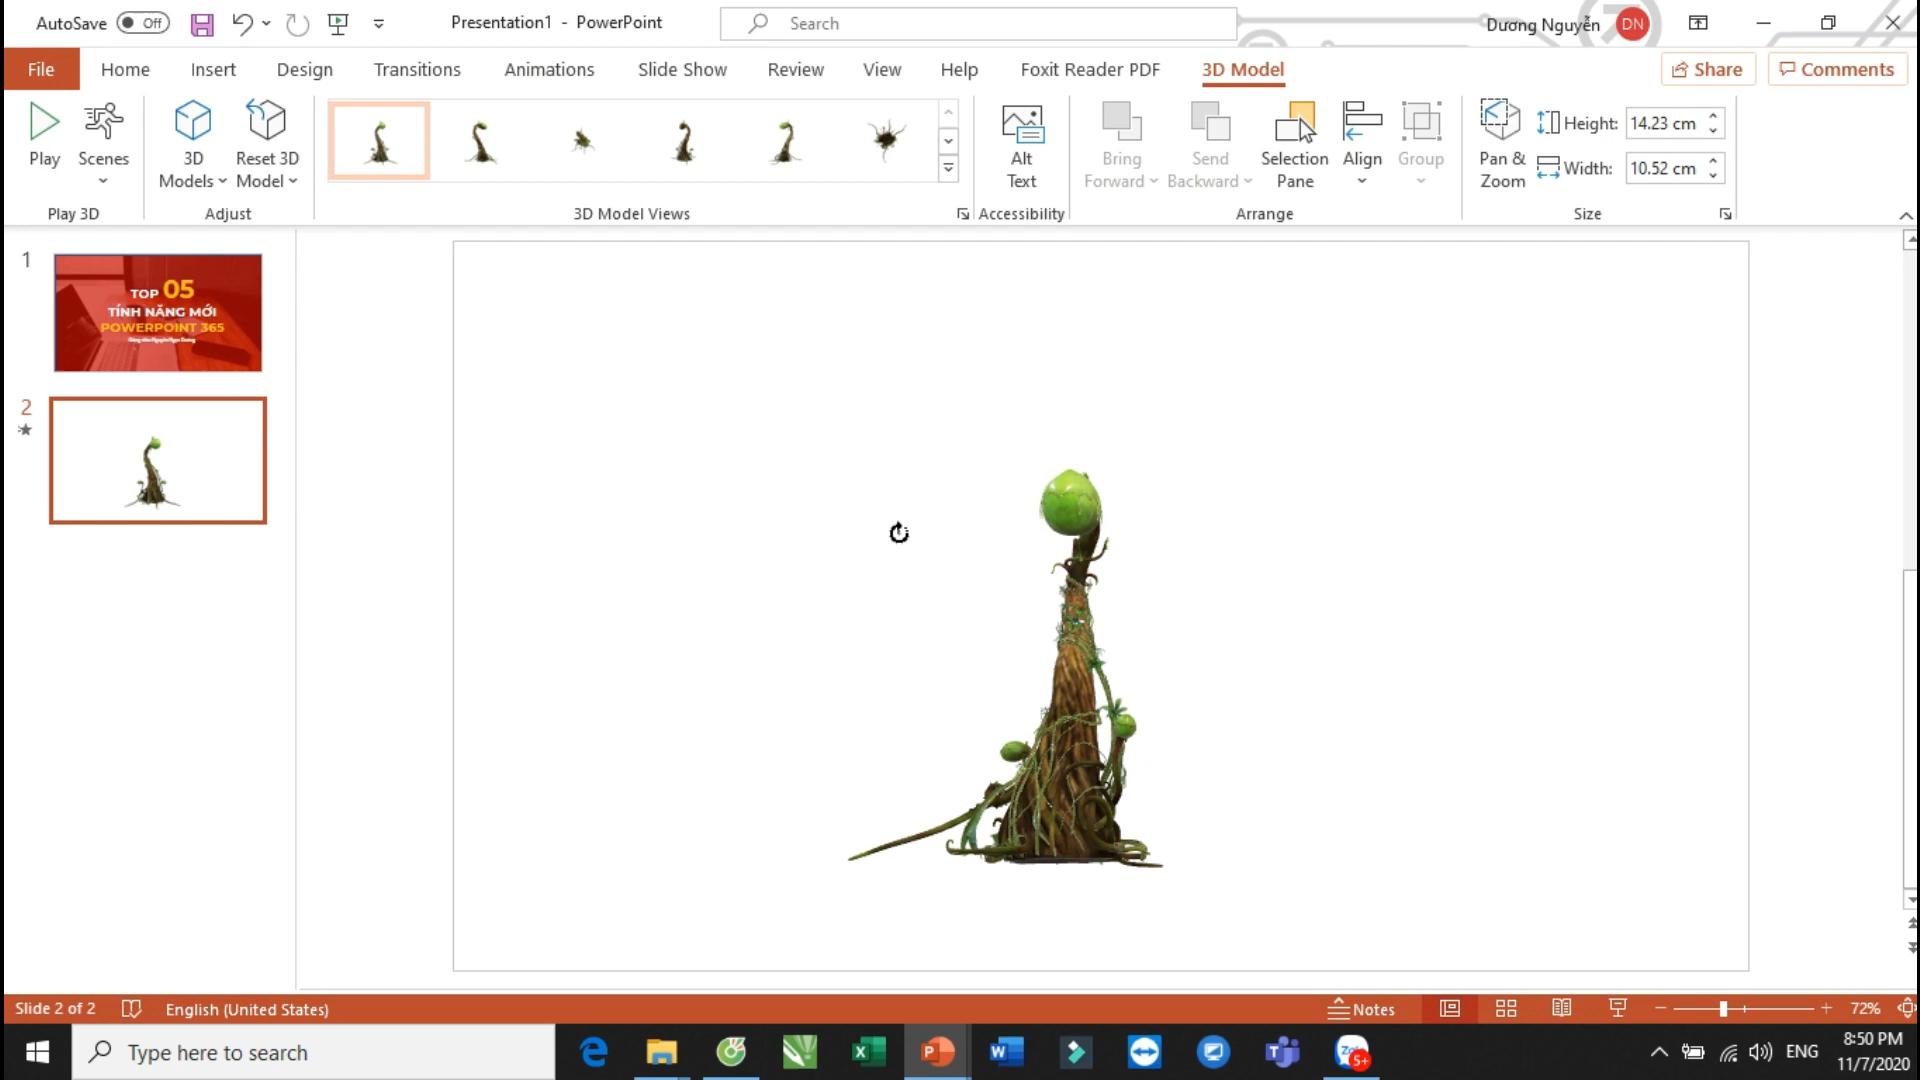 AutoSave Off Presentation1 - PowerPoint Search Dương Nguyễn DN
File Home Insert Design Transitions Animations Slide Show Review View Help Foxit Reader PDF 3D Model Share Comments
Play Scenes 3D Models Reset 3D Model Alt Text Bring Forward Send Backward Selection Pane Align Group Pan & Zoom Height: 14.23 cm
Width: 10.52 cm
Play 3D Adjust 3D Model Views Accessibility Arrange Size
1
TOP 05
TÍNH NĂNG MỚI
POWERPOINT 365
2
Slide 2 of 2 English (United States) Notes 72%
Type here to search ENG 8:50 PM
5+ 11/7/2020